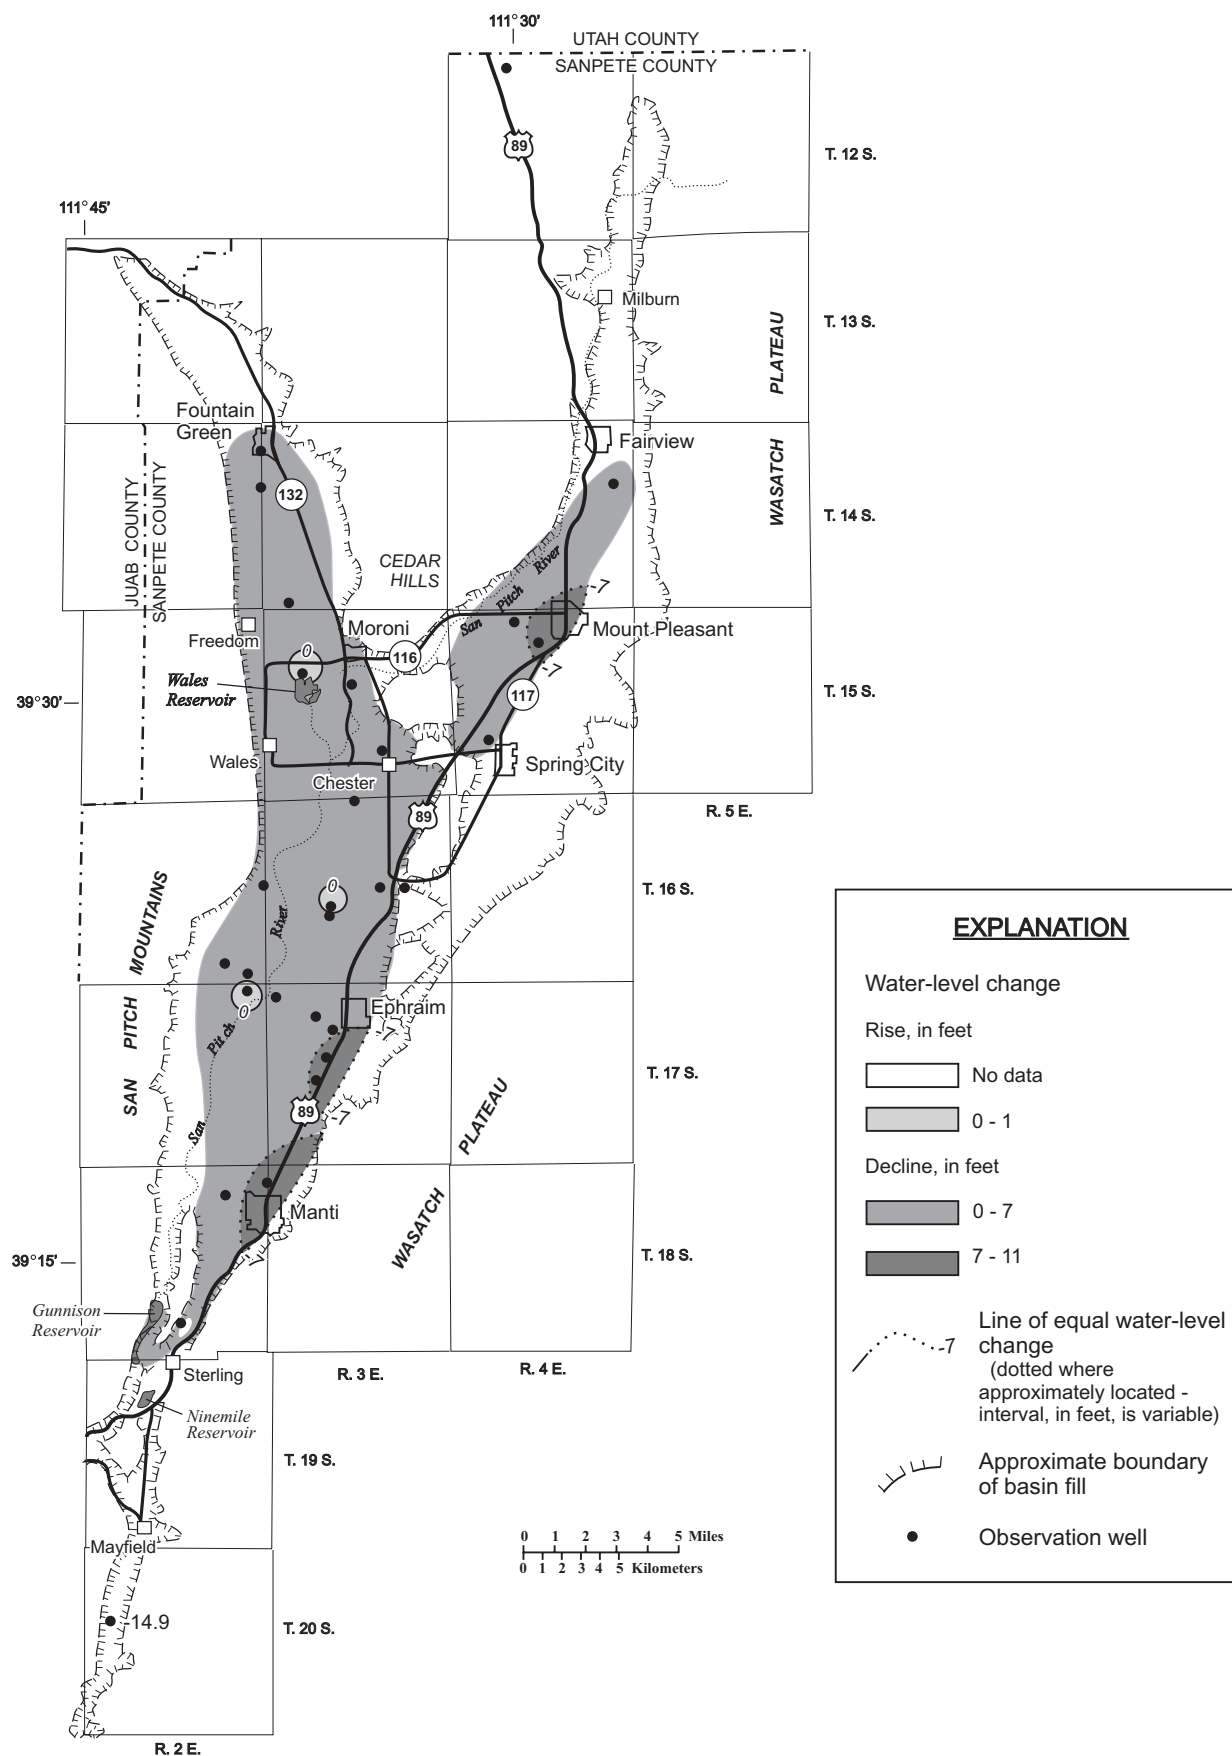 111° 30'
UTAH COUNTY
SANPETE COUNTY
89
T. 12 S.
111° 45'
Milburn
T. 13 S.
WASATCH PLATEAU
Fountain
Green
Fairview
132
JUAB COUNTY
SANPETE COUNTY
T. 14 S.
CEDAR
HILLS
San Pitch River
-7
Freedom
Moroni
Mount Pleasant
0
116
-7
Wales
Reservoir
117
39° 30'
T. 15 S.
Wales
Chester
Spring City
R. 5 E.
89
SAN PITCH MOUNTAINS
0
T. 16 S.
San Pitch River
0
Ephraim
-7
T. 17 S.
89
-7
WASATCH PLATEAU
Manti
39° 15'
-7
T. 18 S.
Gunnison
Reservoir
Sterling
R. 3 E.
R. 4 E.
Ninemile
Reservoir
T. 19 S.
Mayfield
-14.9
T. 20 S.
R. 2 E.
0 1 2 3 4 5 Miles
0 1 2 3 4 5 Kilometers
EXPLANATION
Water-level change
Rise, in feet
No data
0 - 1
Decline, in feet
0 - 7
7 - 11
-7
Line of equal water-level
change
(dotted where
approximately located -
interval, in feet, is variable)
Approximate boundary
of basin fill
Observation well